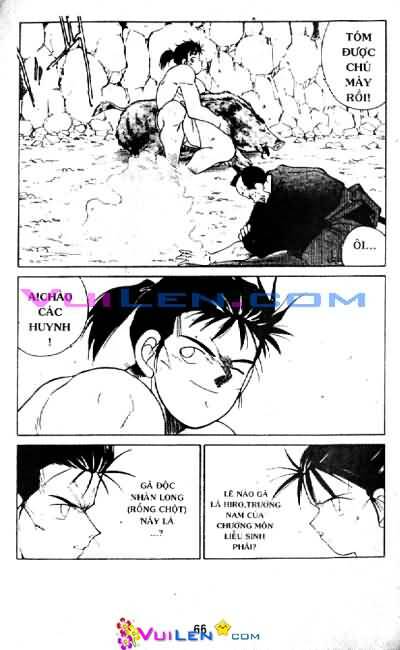 TÓM
ĐƯỢC
CHÚ
MÀY
RỒI!
ÔI...
A!CHÀO
CÁC
HUYNH
!
VUILEN.COM
GÃ ĐỘC
NHÃN LONG
(RỒNG CHỘT)
NÀY LÀ
...?
LẼ NÀO GÃ
LÀ HIRO,TRƯỞNG
NAM CỦA
CHƯỞNG MÔN
LIỄU SINH
PHÁI?
66
VUILEN.COM